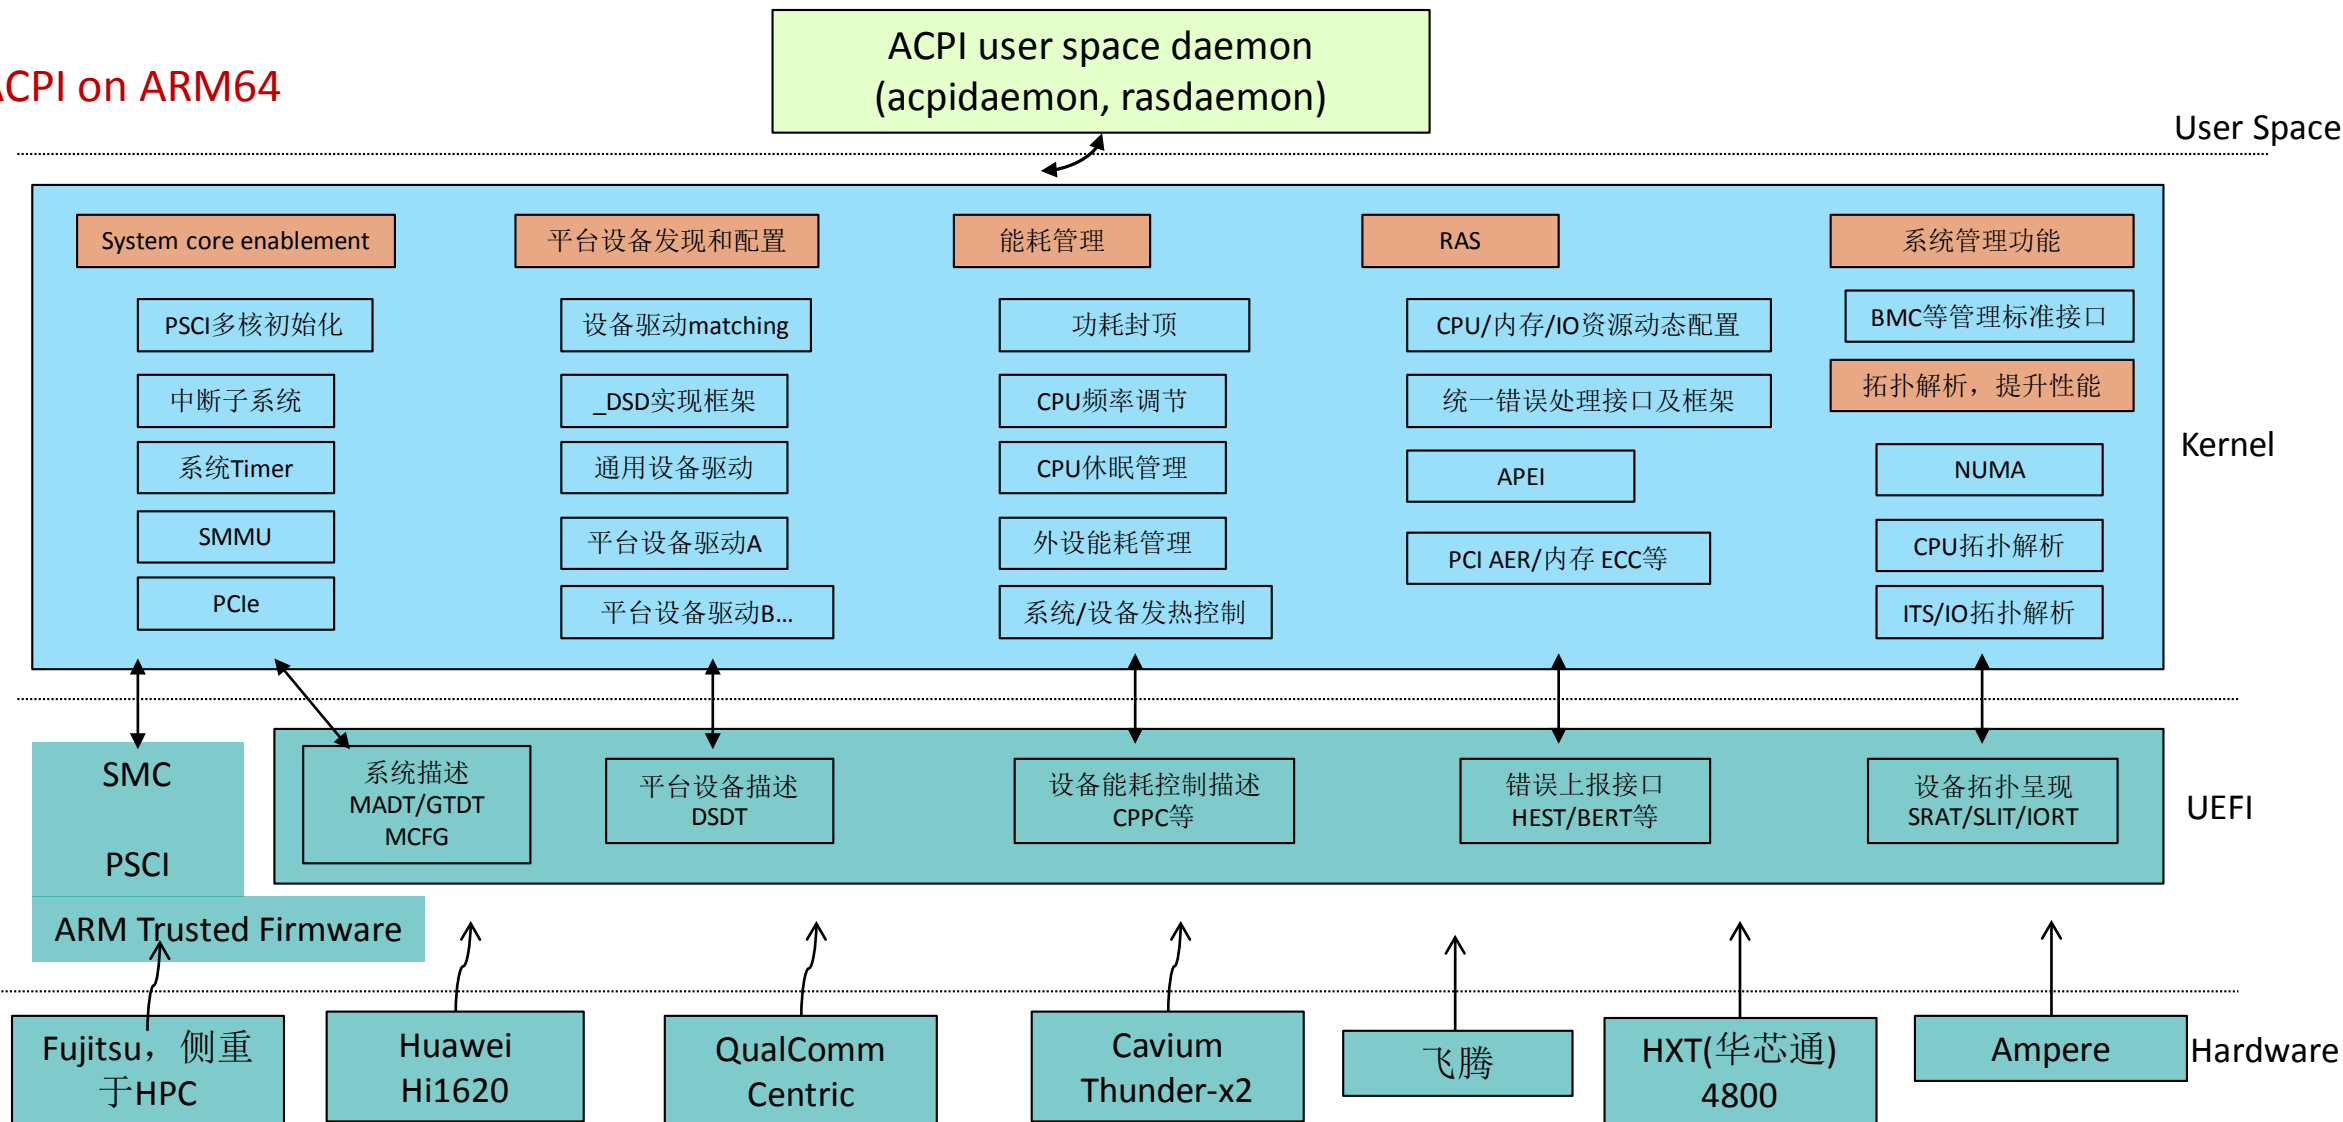 ACPI user space daemon
(acpidaemon, rasdaemon)
ACPI on ARM64
User Space
System core enablement
PSCI多核初始化
中断子系统
系统Timer
SMMU
PCIe
平台设备发现和配置
设备驱动matching
_DSD实现框架
通用设备驱动
平台设备驱动A
平台设备驱动B...
能耗管理
功耗封顶
CPU频率调节
CPU休眠管理
外设能耗管理
系统/设备发热控制
RAS
CPU/内存/IO资源动态配置
统一错误处理接口及框架
APEI
PCI AER/内存 ECC等
系统管理功能
BMC等管理标准接口
拓扑解析，提升性能
NUMA
CPU拓扑解析
ITS/IO拓扑解析
Kernel
SMC
PSCI
ARM Trusted Firmware
系统描述
MADT/GTDT
MCFG
平台设备描述
DSDT
设备能耗控制描述
CPPC等
错误上报接口
HEST/BERT等
设备拓扑呈现
SRAT/SLIT/IORT
UEFI
Fujitsu，侧重
于HPC
Huawei
Hi1620
QualComm
Centric
Cavium
Thunder-x2
飞腾
HXT(华芯通)
4800
Ampere
Hardware